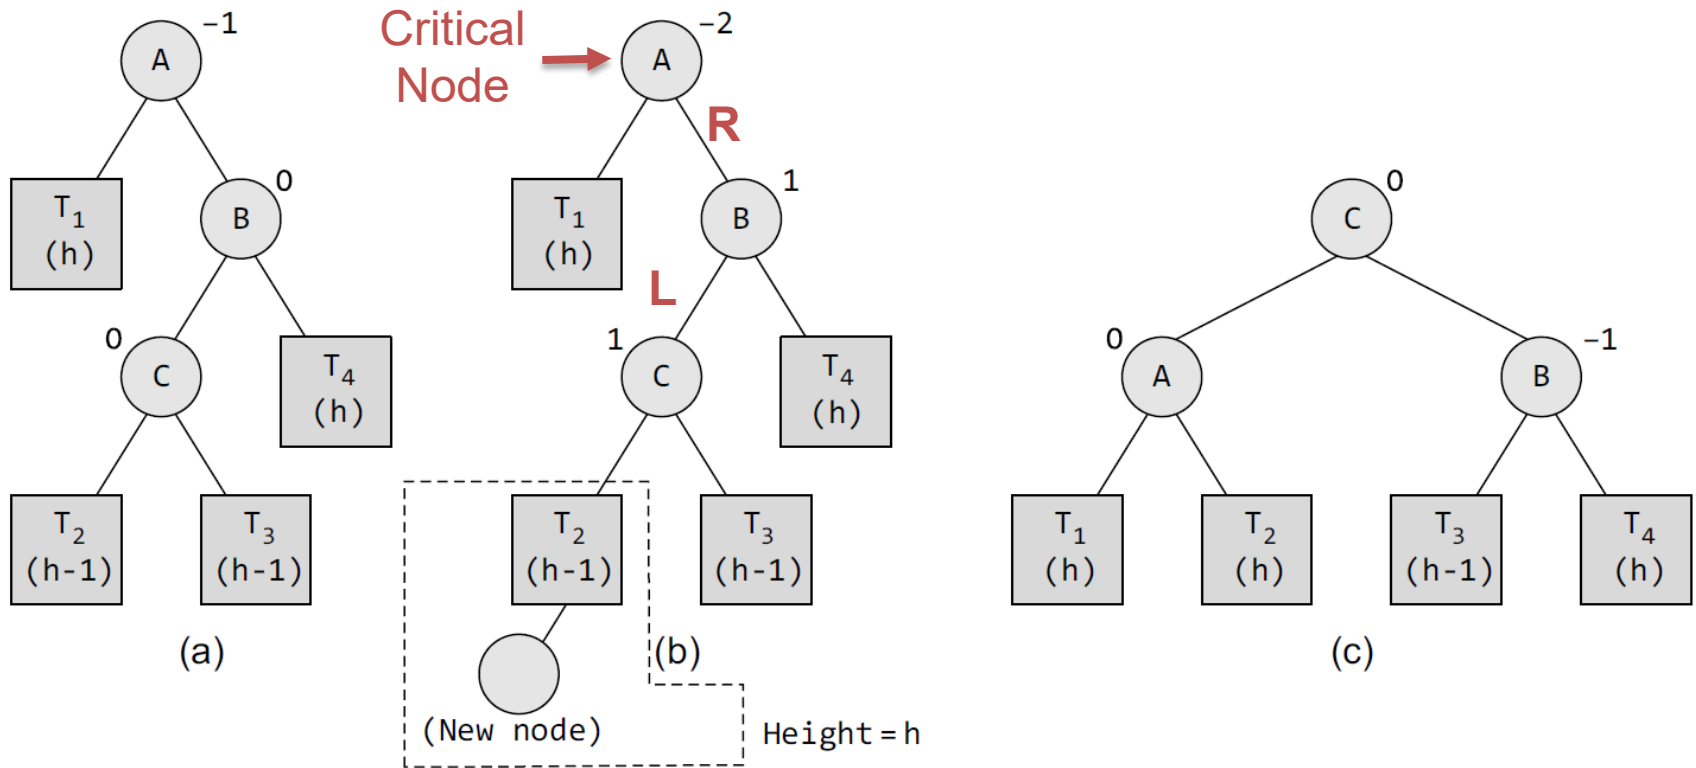 A -1
T1
(h)
B 0
C 0
T4
(h)
T2
(h-1)
T3
(h-1)
(a)
Critical
Node
A -2
R
T1
(h)
B 1
L
C 1
T4
(h)
T2
(h-1)
T3
(h-1)
(b)
(New node)
Height = h
C 0
A 0
B -1
T1
(h)
T2
(h)
T3
(h-1)
T4
(h)
(c)